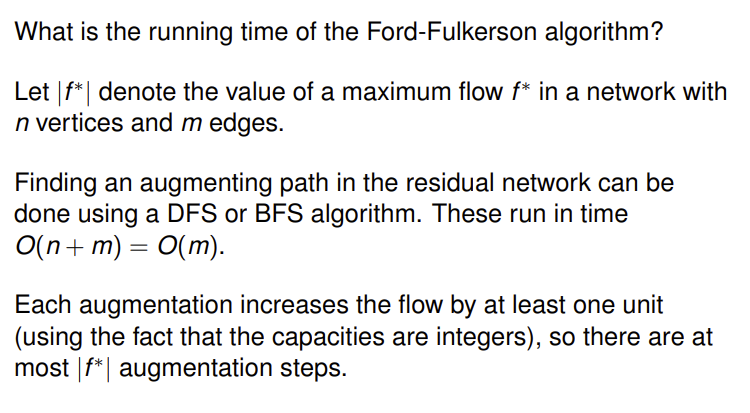 What is the running time of the Ford-Fulkerson algorithm?
Let |f*| denote the value of a maximum flow f* in a network with
n vertices and m edges.
Finding an augmenting path in the residual network can be
done using a DFS or BFS algorithm. These run in time
O(n + m) = O(m).
Each augmentation increases the flow by at least one unit
(using the fact that the capacities are integers), so there are at
most |f*| augmentation steps.